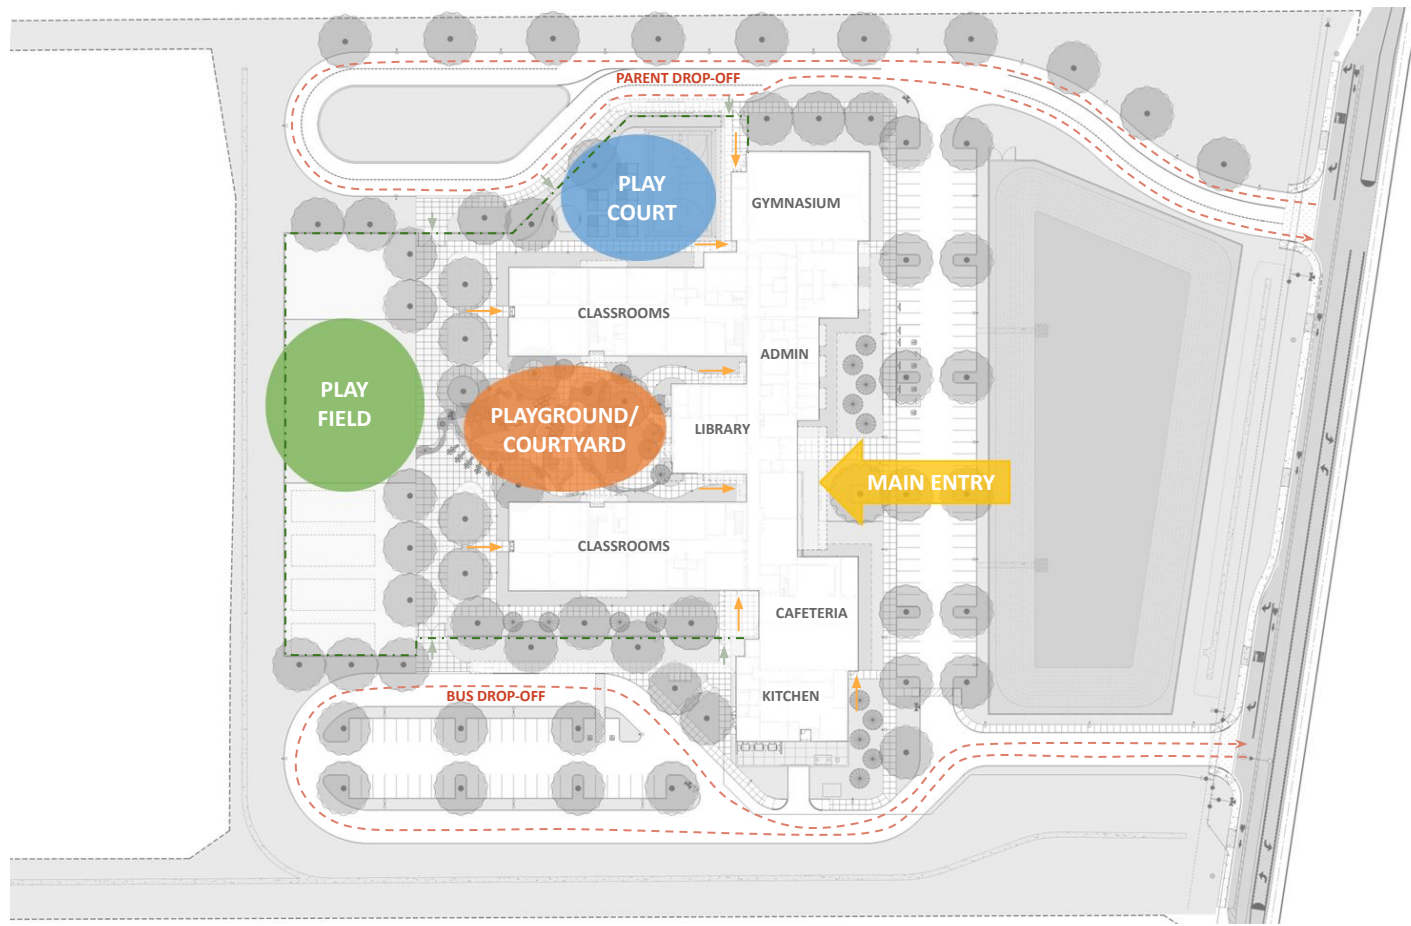 PARENT DROP-OFF
PLAY
COURT
GYMNASIUM
CLASSROOMS
ADMIN
PLAY
FIELD
PLAYGROUND/
COURTYARD
LIBRARY
MAIN ENTRY
CLASSROOMS
CAFETERIA
BUS DROP-OFF
KITCHEN